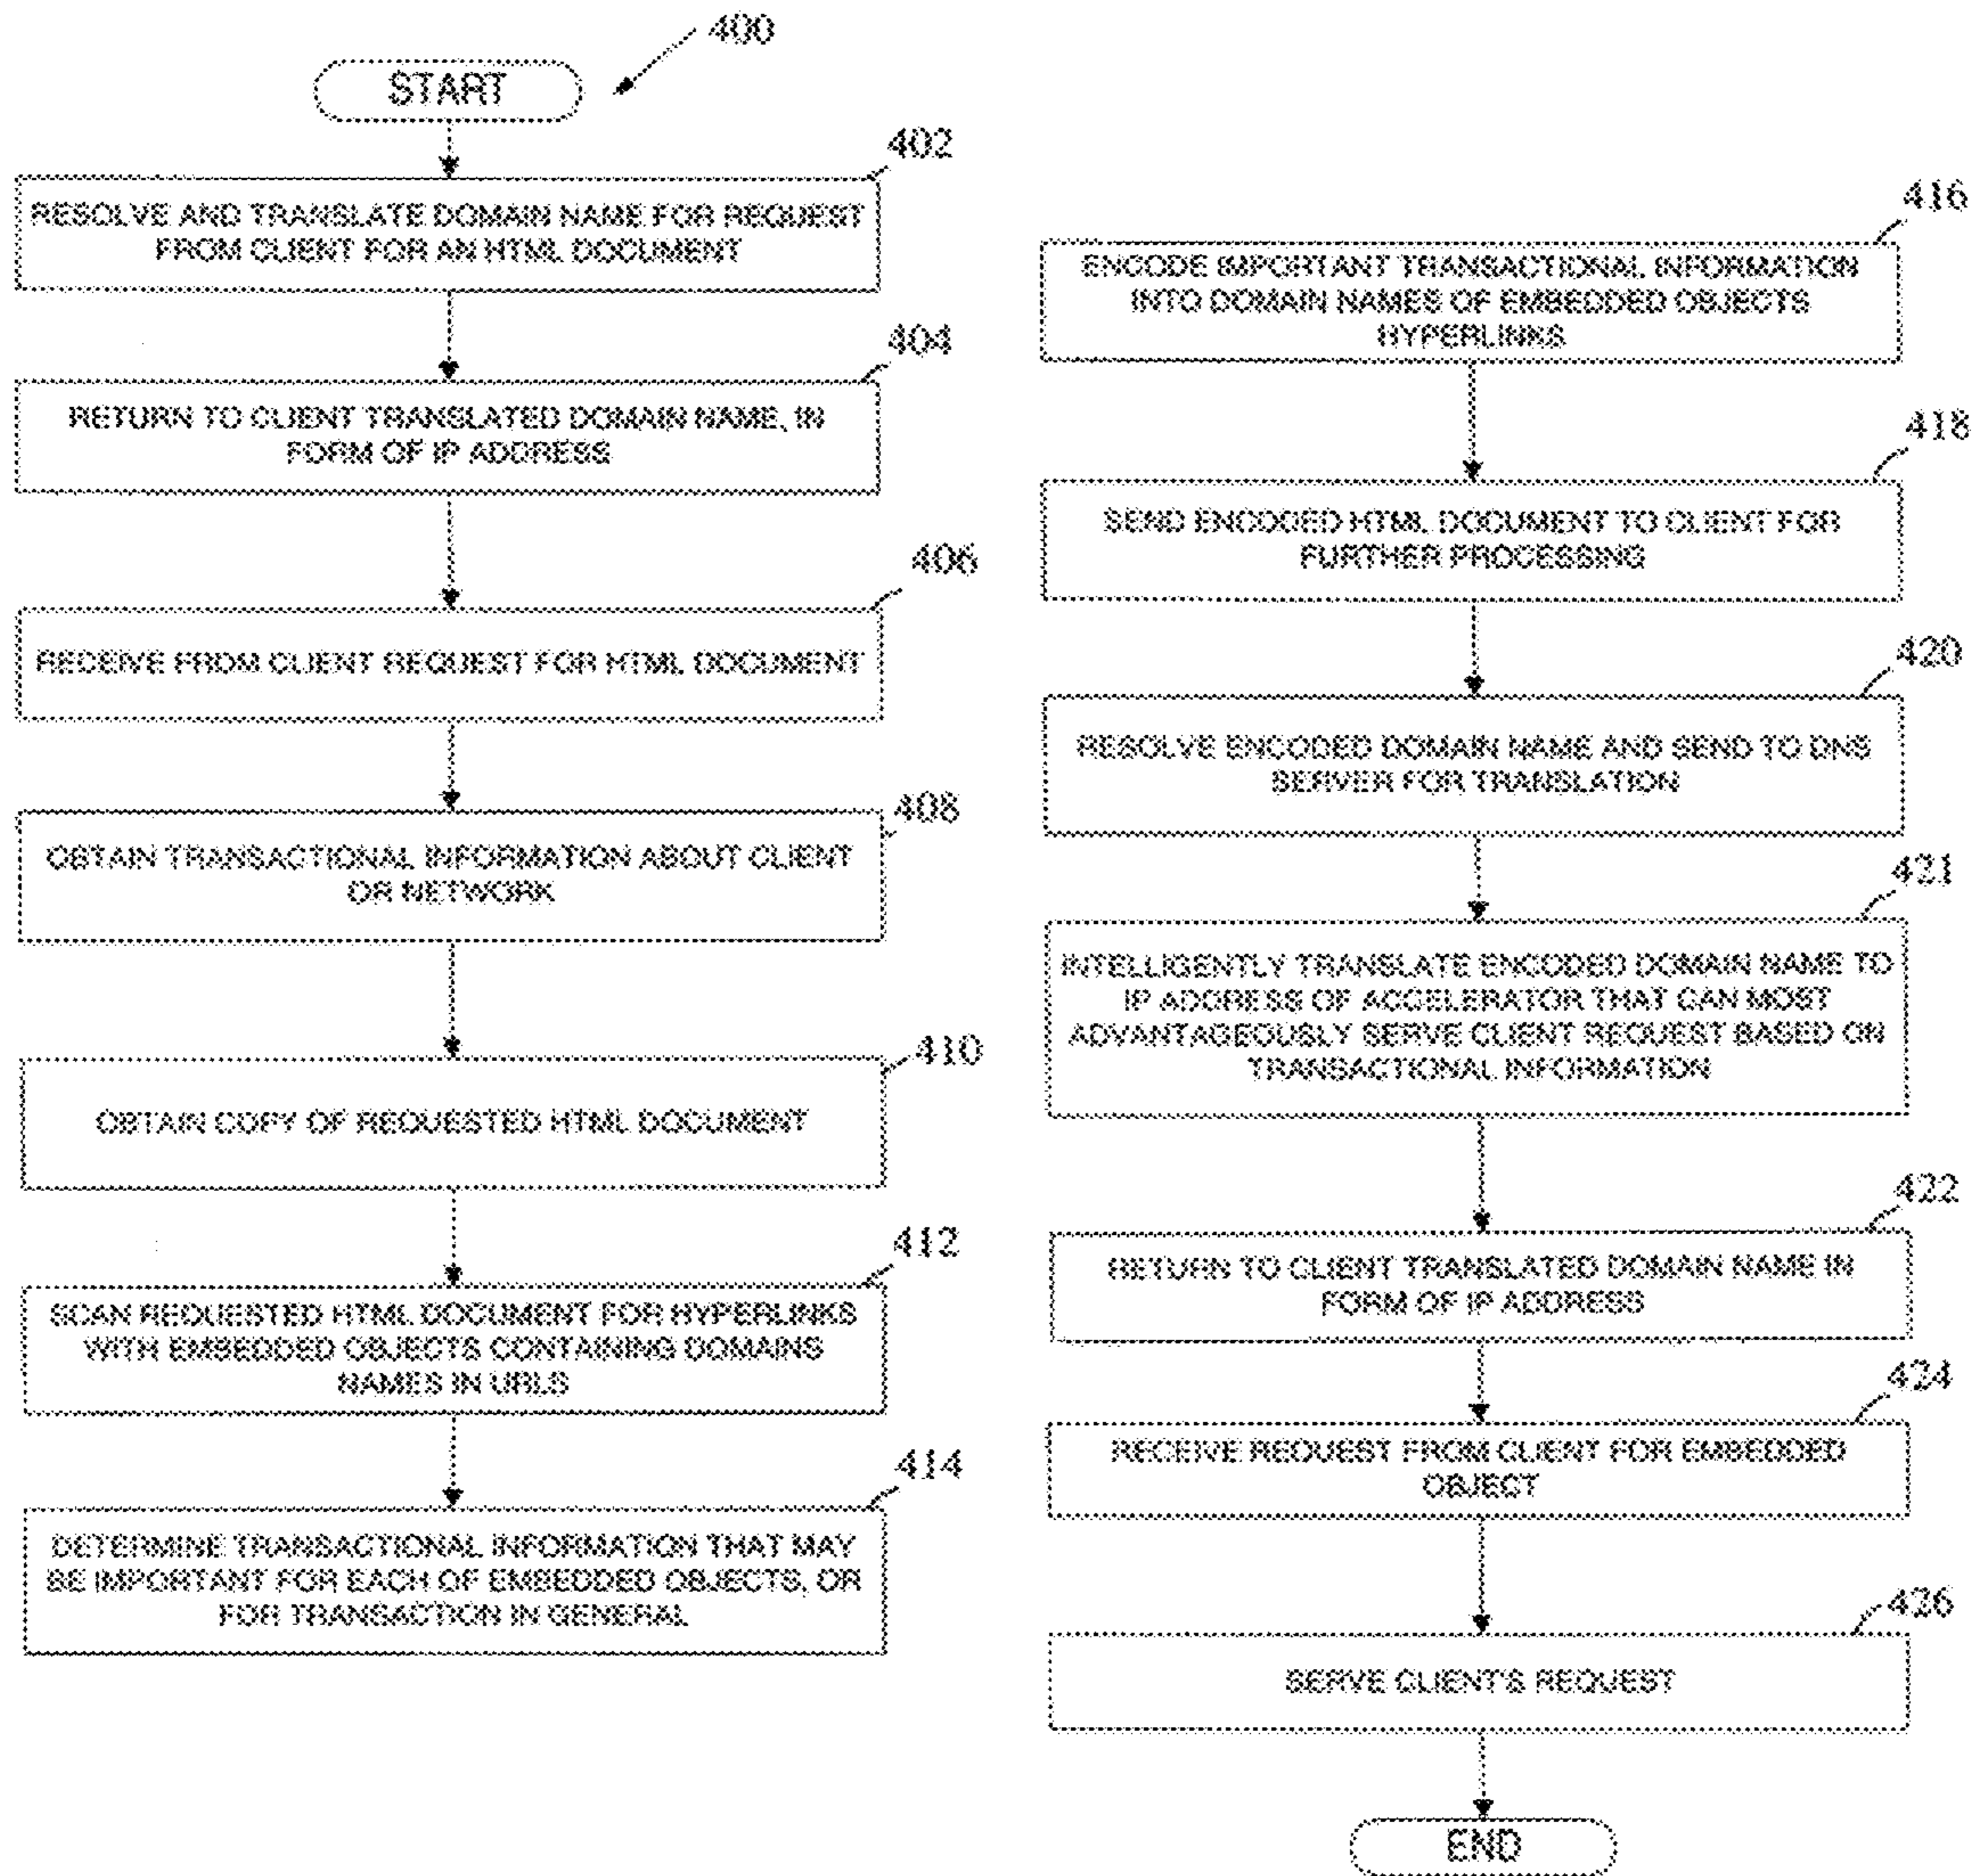 400
START
402
RESOLVE AND TRANSLATE DOMAIN NAME FOR REQUEST
FROM CLIENT FOR AN HTML DOCUMENT
404
RETURN TO CLIENT TRANSLATED DOMAIN NAME, IN
FORM OF IP ADDRESS
406
RECEIVE FROM CLIENT REQUEST FOR HTML DOCUMENT
408
OBTAIN TRANSACTIONAL INFORMATION ABOUT CLIENT
OR NETWORK
410
OBTAIN COPY OF REQUESTED HTML DOCUMENT
412
SCAN REQUESTED HTML DOCUMENT FOR HYPERLINKS
WITH EMBEDDED OBJECTS CONTAINING DOMAINS
NAMES IN URLS
414
DETERMINE TRANSACTIONAL INFORMATION THAT MAY
BE IMPORTANT FOR EACH OF EMBEDDED OBJECTS, OR
FOR TRANSACTION IN GENERAL
416
ENCODE IMPORTANT TRANSACTIONAL INFORMATION
INTO DOMAIN NAMES OF EMBEDDED OBJECTS
HYPERLINKS
418
SEND ENCODED HTML DOCUMENT TO CLIENT FOR
FURTHER PROCESSING
420
RESOLVE ENCODED DOMAIN NAME AND SEND TO DNS
SERVER FOR TRANSLATION
421
INTELLIGENTLY TRANSLATE ENCODED DOMAIN NAME TO
IP ADDRESS OF ACCELERATOR THAT CAN MOST
ADVANTAGEOUSLY SERVE CLIENT REQUEST BASED ON
TRANSACTIONAL INFORMATION
422
RETURN TO CLIENT TRANSLATED DOMAIN NAME IN
FORM OF IP ADDRESS
424
RECEIVE REQUEST FROM CLIENT FOR EMBEDDED
OBJECT
426
SERVE CLIENT'S REQUEST
END